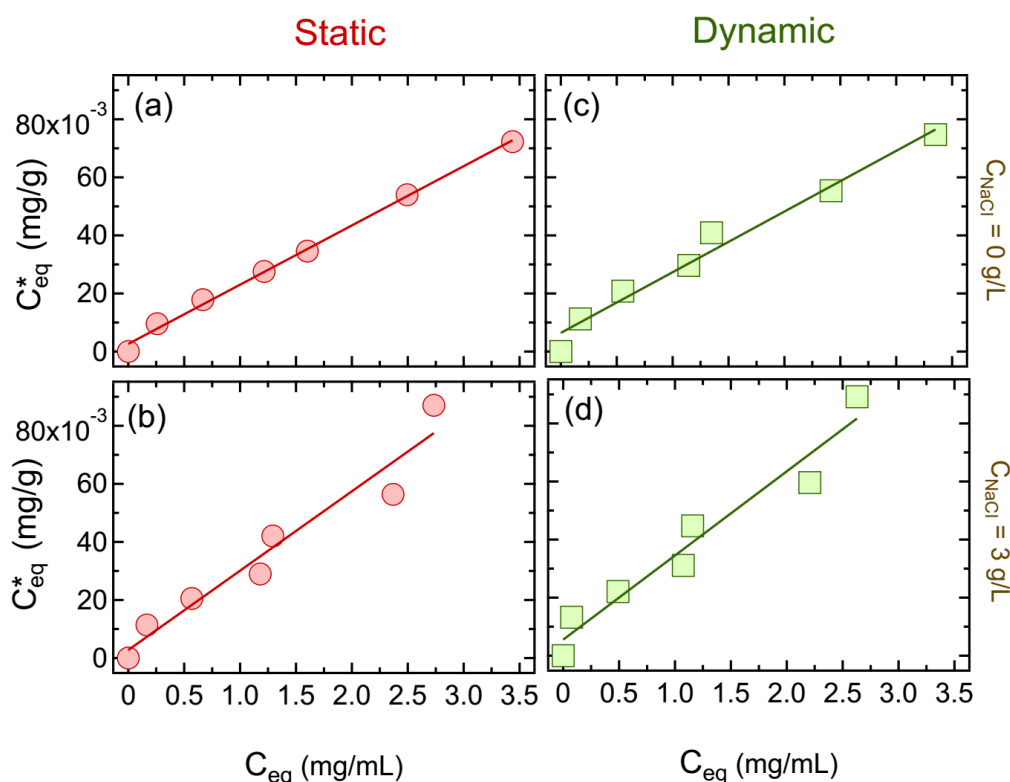 Static
Dynamic
(a)
(c)
80x10⁻³
60
40
20
0
C*eq (mg/g)
CNaCl = 0 g/L
(b)
(d)
80x10⁻³
60
40
20
0
C*eq (mg/g)
CNaCl = 3 g/L
0 0.5 1.0 1.5 2.0 2.5 3.0 3.5
0 0.5 1.0 1.5 2.0 2.5 3.0 3.5
Ceq (mg/mL)
Ceq (mg/mL)